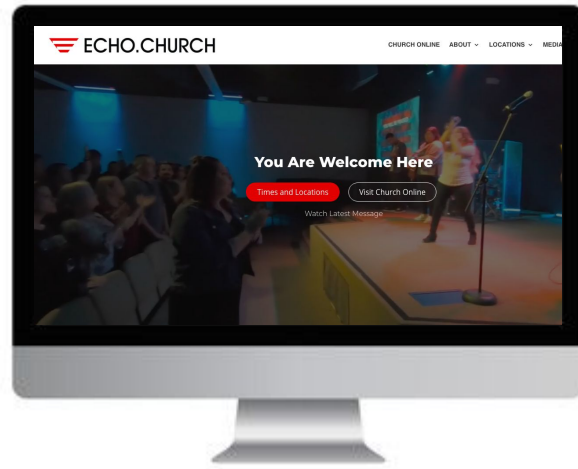 ECHO.CHURCH
CHURCH ONLINE ABOUT LOCATIONS MEDIA
You Are Welcome Here
Times and Locations Visit Church Online
Watch Latest Message